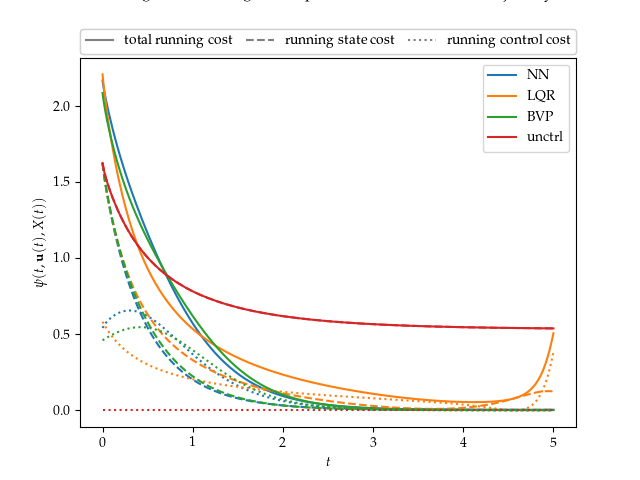 total running cost running state cost running control cost
NN
LQR
BVP
unctrl
2.0
1.5
1.0
0.5
0.0
ψ(t, u(t), X(t))
0 1 2 3 4 5
t